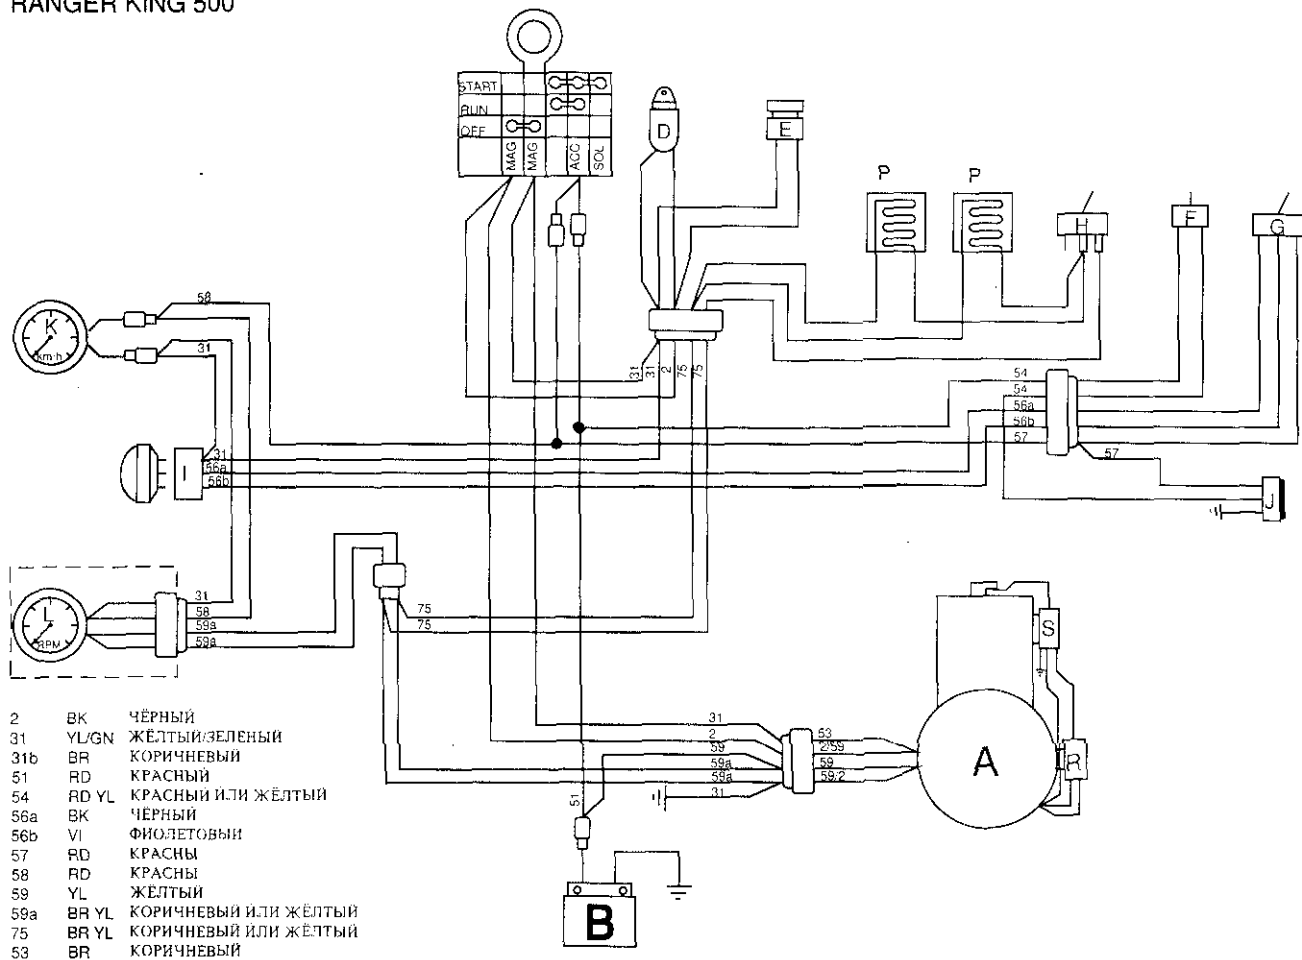 RANGER KING 500
START
RUN
OFF
MAG
MAG
ACC
SOL
D
E
P
P
H
F
G
K
km·h
58
31
31
31
2
75
75
54
54
56a
56b
57
57
J
I
31
56a
56b
L
RPM
31
58
59a
59a
75
75
S
R
A
31
2
59
59a
59a
31
53
2/59
59
59/2
51
B
2 BK ЧЁРНЫЙ
31 YL/GN ЖЁЛТЫЙ/ЗЕЛЕНЫЙ
31b BR КОРИЧНЕВЫЙ
51 RD КРАСНЫЙ
54 RD YL КРАСНЫЙ ЙЛИ ЖЁЛТЫЙ
56a BK ЧЁРНЫЙ
56b VI ФИОЛЕТОВЫЙ
57 RD КРАСНЫ
58 RD КРАСНЫ
59 YL ЖЁЛТЫЙ
59a BR YL КОРИЧНЕВЫЙ ЙЛИ ЖЁЛТЫЙ
75 BR YL КОРИЧНЕВЫЙ ЙЛИ ЖЁЛТЫЙ
53 BR КОРИЧНЕВЫЙ